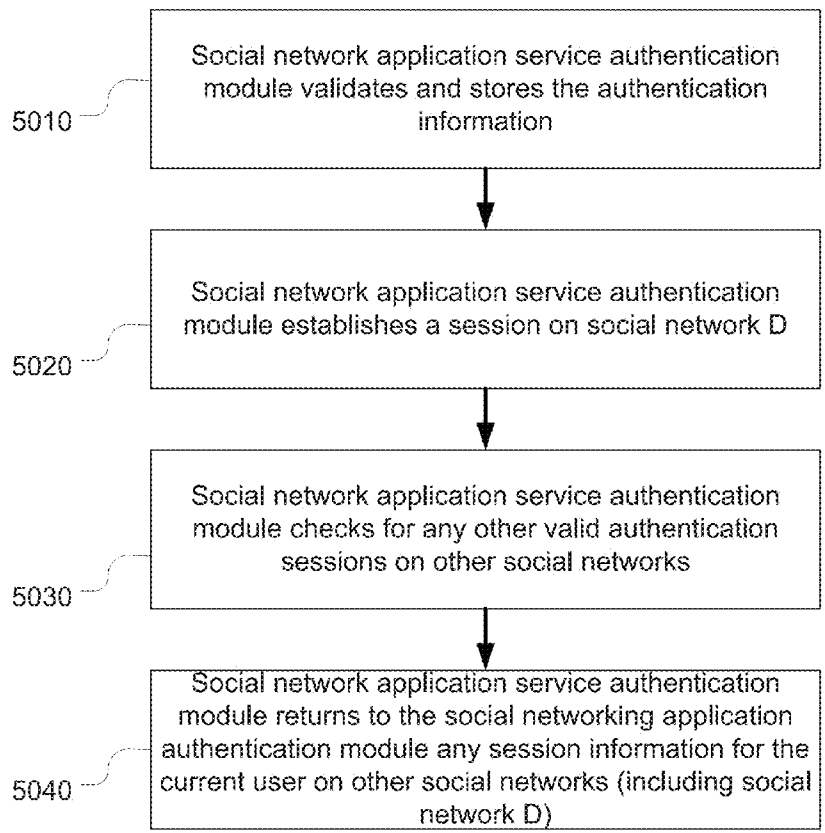 Social network application service authentication
module validates and stores the authentication
information
5010
Social network application service authentication
module establishes a session on social network D
5020
Social network application service authentication
module checks for any other valid authentication
sessions on other social networks
5030
Social network application service authentication
module returns to the social networking application
authentication module any session information for the
current user on other social networks (including social
network D)
5040